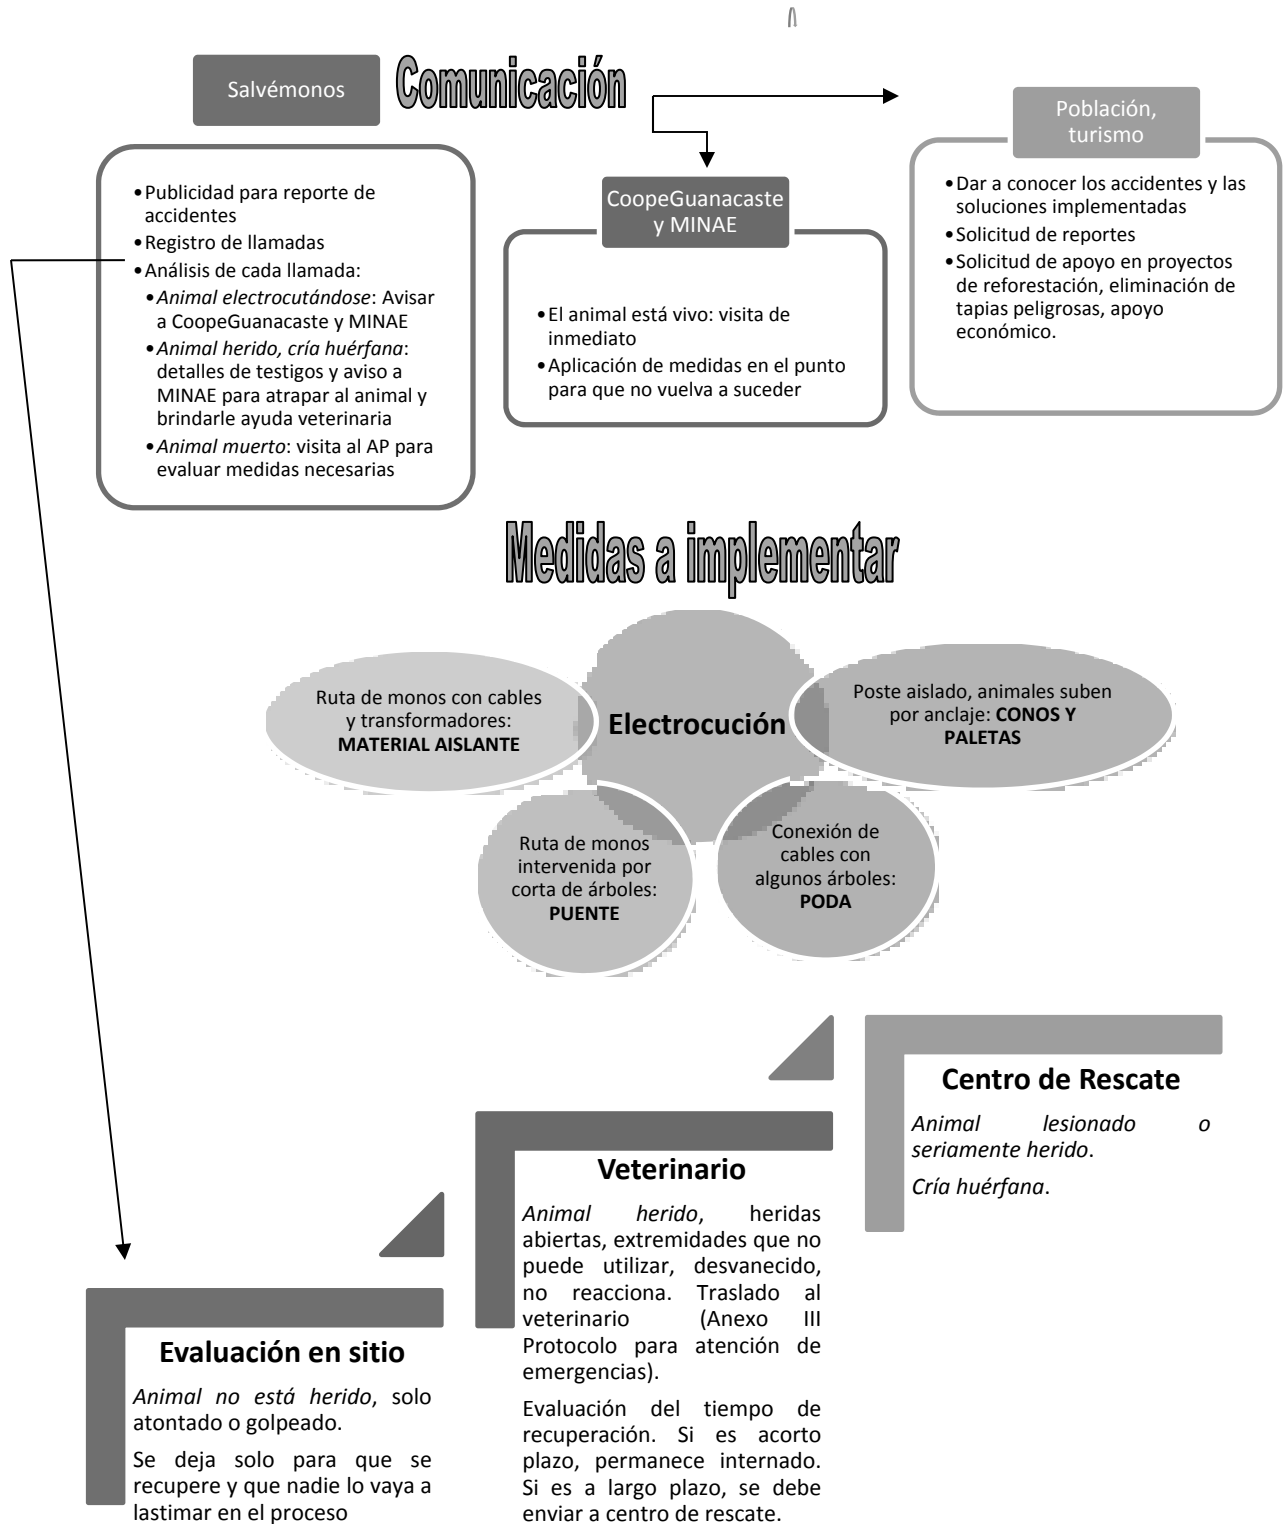 Salvémonos
Comunicación
Publicidad para reporte de
accidentes
Registro de llamadas
Análisis de cada llamada:
Animal electrocutándose: Avisar
a CoopeGuanacaste y MINAE
Animal herido, cría huérfana:
detalles de testigos y aviso a
MINAE para atrapar al animal y
brindarle ayuda veterinaria
Animal muerto: visita al AP para
evaluar medidas necesarias
CoopeGuanacaste
y MINAE
El animal está vivo: visita de
inmediato
Aplicación de medidas en el punto
para que no vuelva a suceder
Población,
turismo
Dar a conocer los accidentes y las
soluciones implementadas
Solicitud de reportes
Solicitud de apoyo en proyectos
de reforestación, eliminación de
tapias peligrosas, apoyo
económico.
Medidas a implementar
Ruta de monos con cables
y transformadores:
MATERIAL AISLANTE
Electrocución
Poste aislado, animales suben
por anclaje: CONOS Y
PALETAS
Ruta de monos
intervenida por
corta de árboles:
PUENTE
Conexión de
cables con
algunos árboles:
PODA
Evaluación en sitio
Animal no está herido, solo
atontado o golpeado.
Se deja solo para que se
recupere y que nadie lo vaya a
lastimar en el proceso
Veterinario
Animal herido, heridas
abiertas, extremidades que no
puede utilizar, desvanecido,
no reacciona. Traslado al
veterinario (Anexo III
Protocolo para atención de
emergencias).
Evaluación del tiempo de
recuperación. Si es acorto
plazo, permanece internado.
Si es a largo plazo, se debe
enviar a centro de rescate.
Centro de Rescate
Animal lesionado o
seriamente herido.
Cría huérfana.